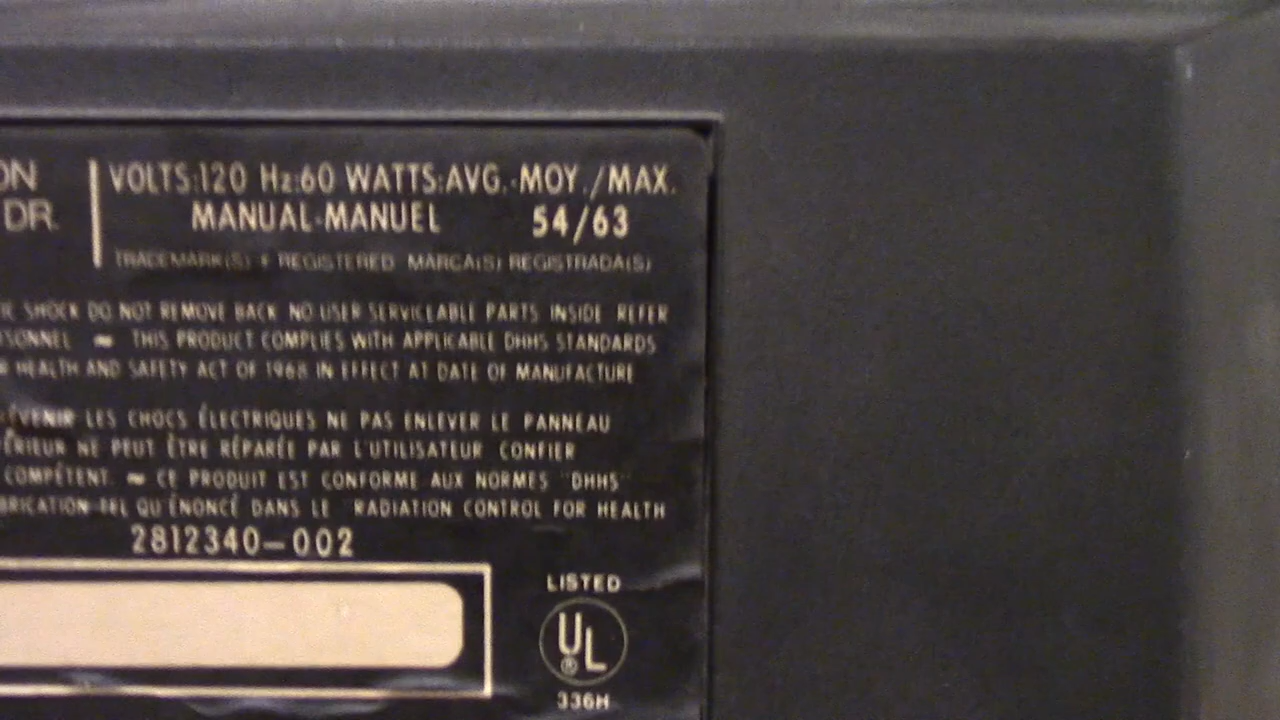 ON
DR.
VOLTS:120 Hz:60 WATTS:AVG.-MOY./MAX.
MANUAL-MANUEL 54/63
TRADEMARK(S) REGISTERED MARCA(S) REGISTRADA(S)
SHOCK DO NOT REMOVE BACK NO USER SERVICEABLE PARTS INSIDE REFER
SONNEL ~ THIS PRODUCT COMPLIES WITH APPLICABLE DHHS STANDARDS
HEALTH AND SAFETY ACT OF 1968 IN EFFECT AT DATE OF MANUFACTURE
ÉVENIR LES CHOCS ÉLECTRIQUES NE PAS ENLEVER LE PANNEAU
ÉRIEUR NE PEUT ÊTRE RÉPARÉE PAR L'UTILISATEUR CONFIER
COMPÉTENT. ~ CE PRODUIT EST CONFORME AUX NORMES "DHHS"
BRICATION TEL QU'ÉNONCÉ DANS LE "RADIATION CONTROL FOR HEALTH
2812340-002
LISTED
UL
®
336H